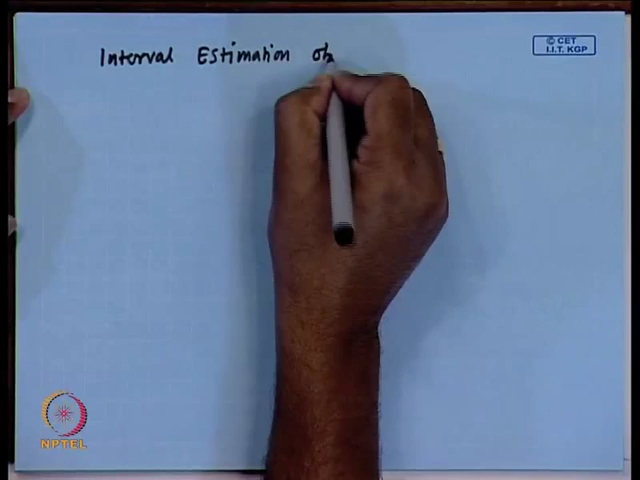 Interval Estimation of
© CET
I.I.T. KGP
NPTEL